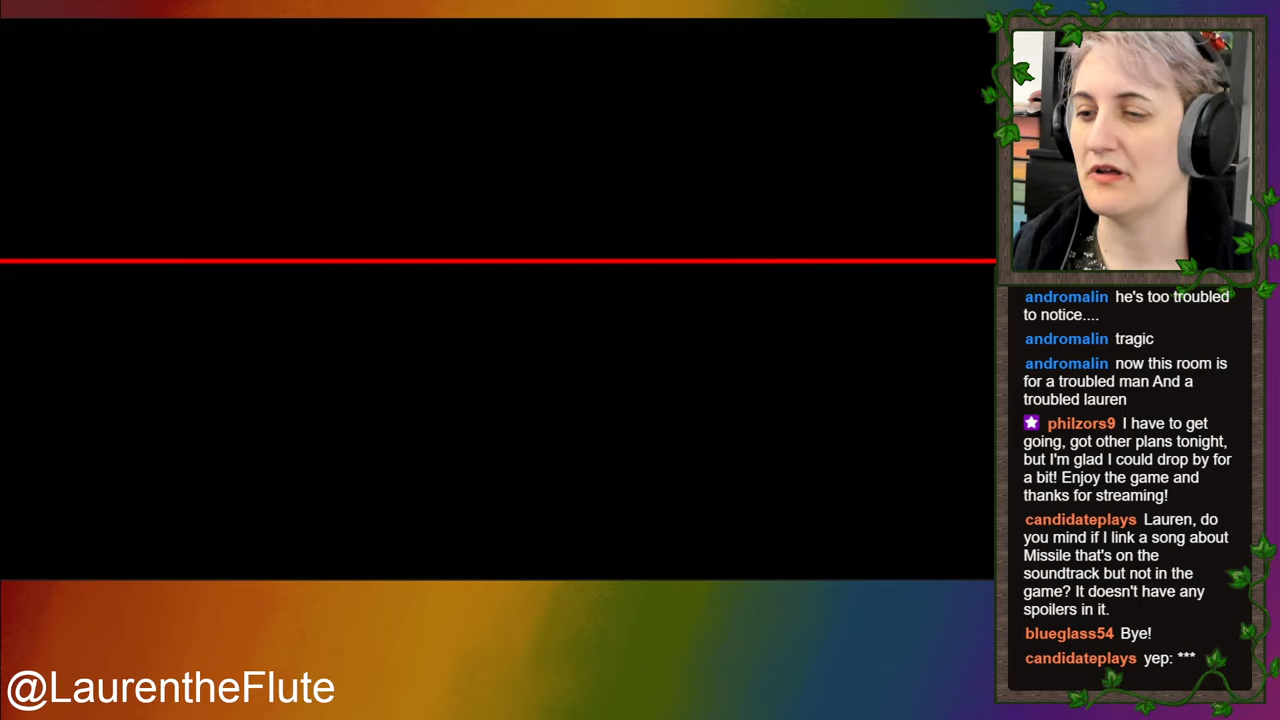 andromalin he's too troubled
to notice....
andromalin tragic
andromalin now this room is
for a troubled man And a
troubled lauren
philzors9 I have to get
going, got other plans tonight,
but I'm glad I could drop by for
a bit! Enjoy the game and
thanks for streaming!
candidateplays Lauren, do
you mind if I link a song about
Missile that's on the
soundtrack but not in the
game? It doesn't have any
spoilers in it.
blueglass54 Bye!
candidateplays yep: ***
@LaurentheFlute